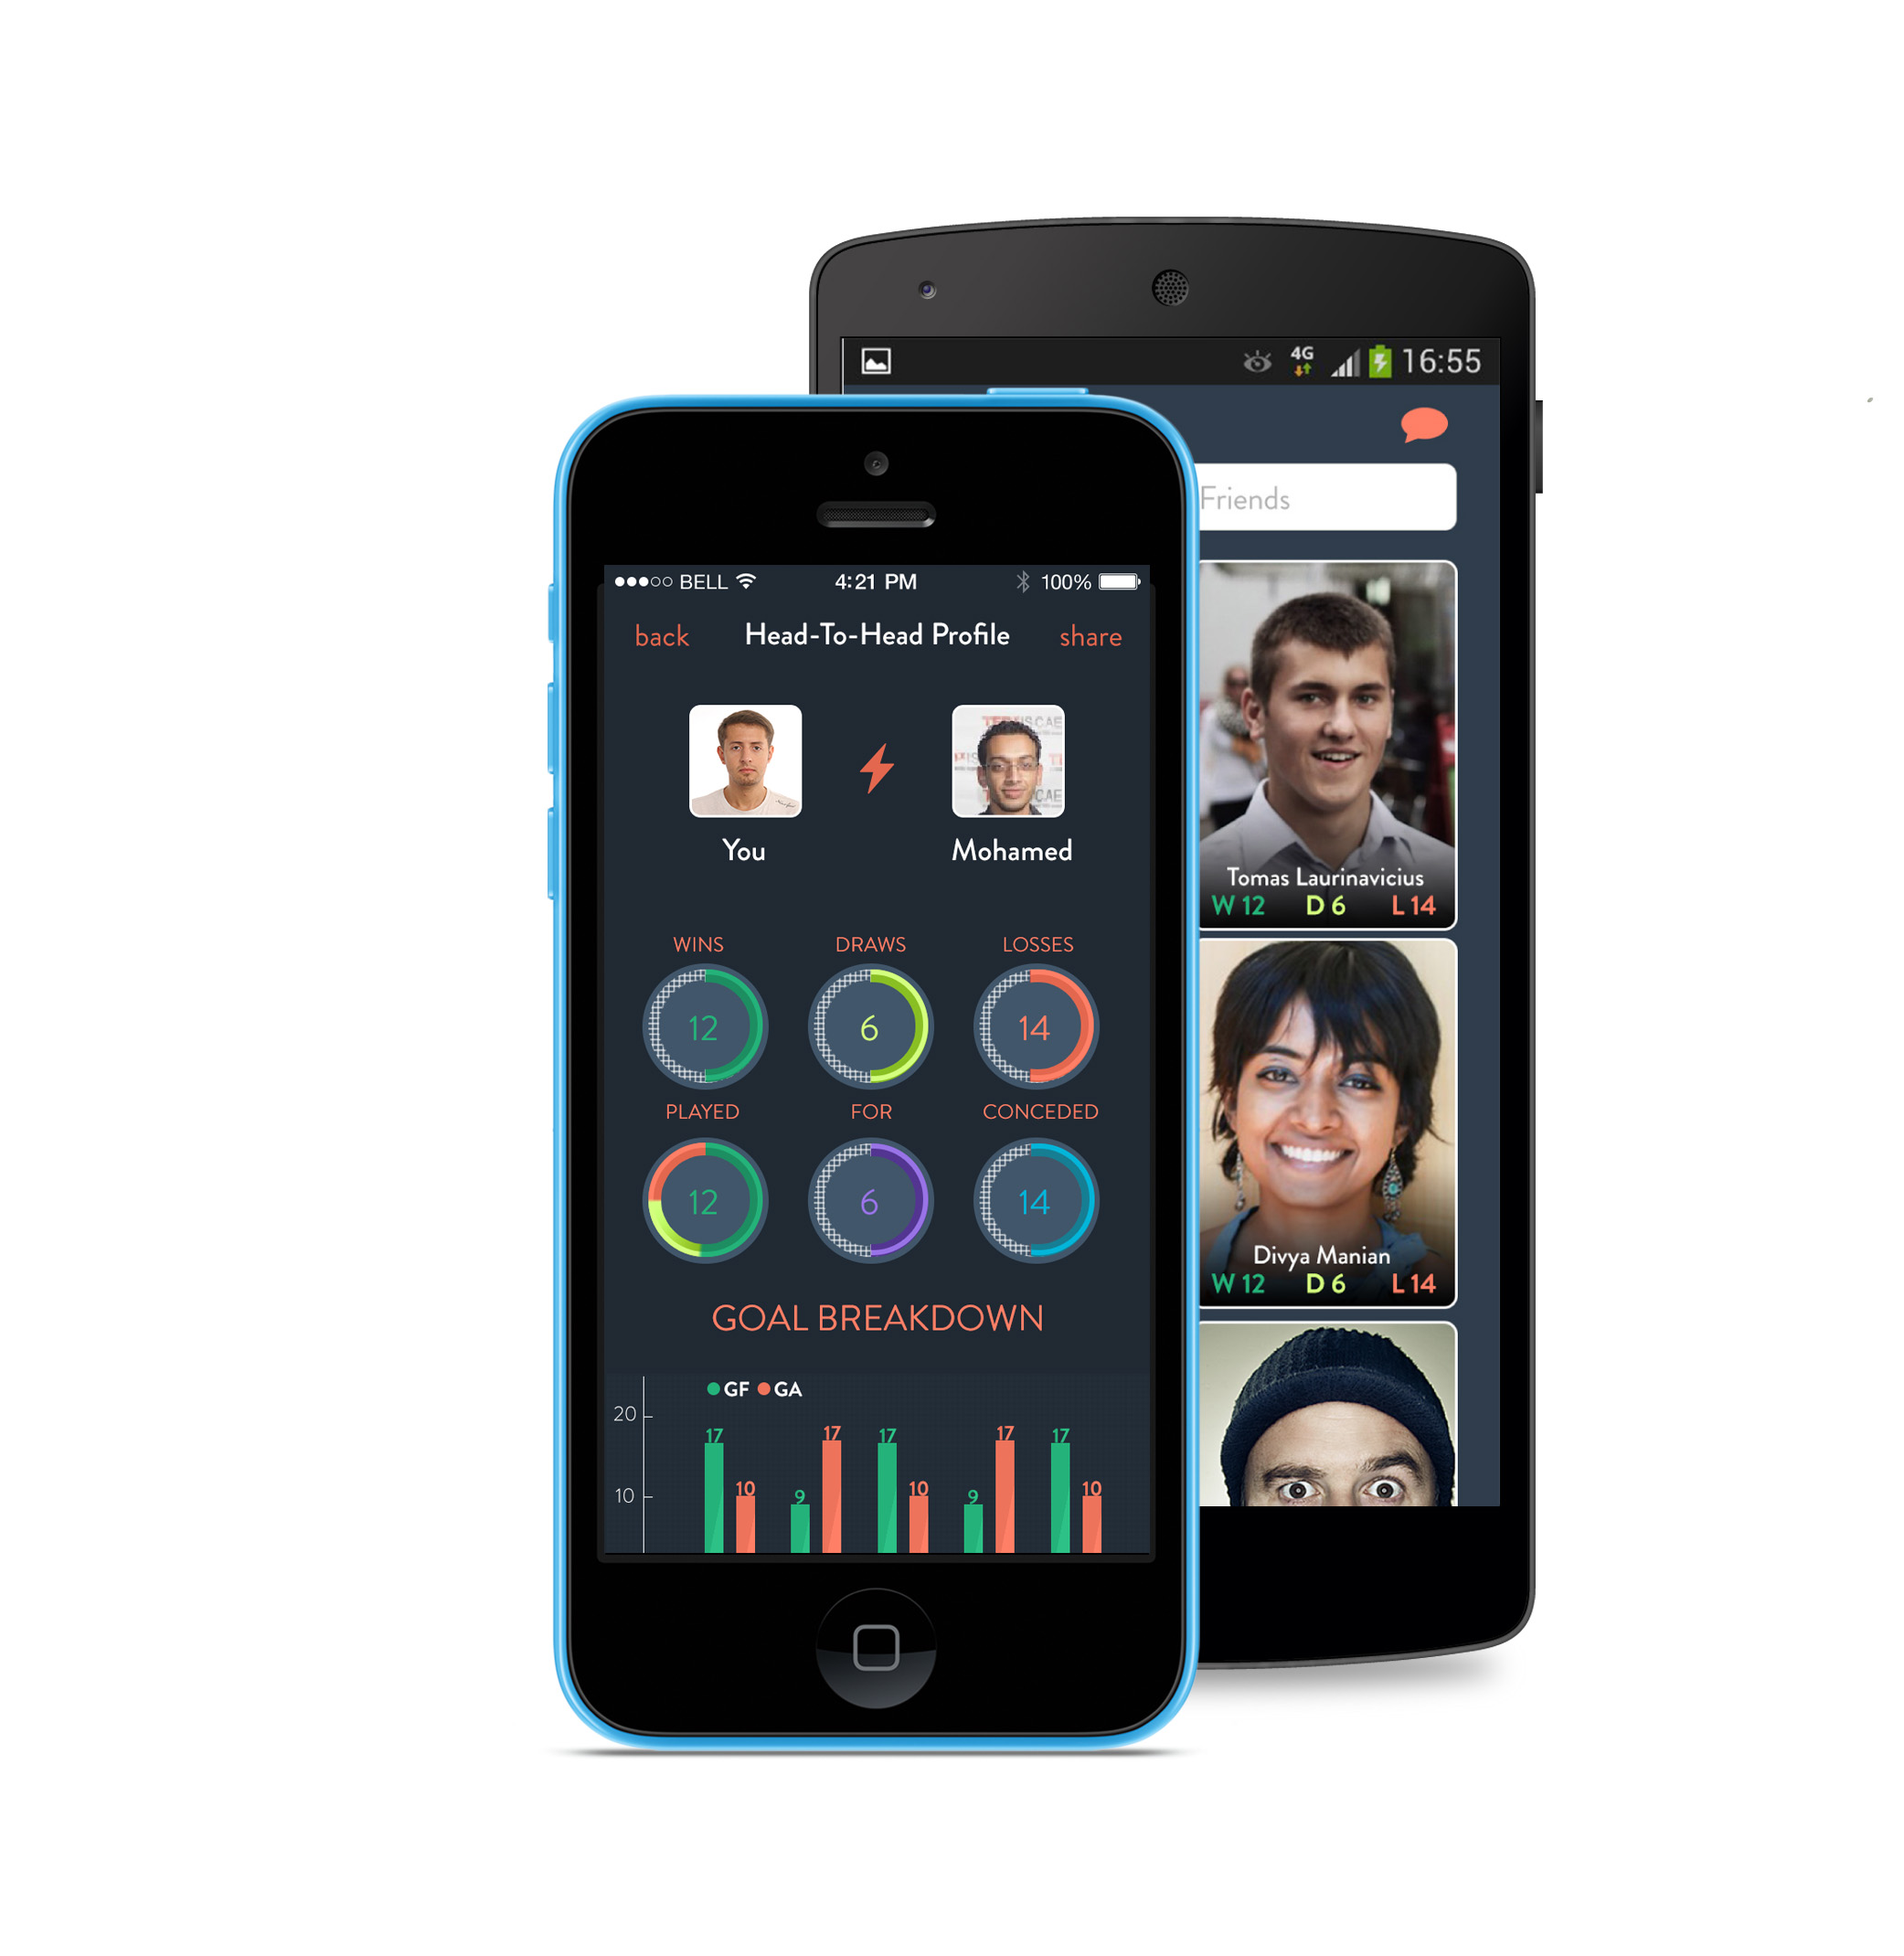 BELL 4:21 PM 100%
back Head-To-Head Profile share
You Mohamed
WINS DRAWS LOSSES
12 6 14
PLAYED FOR CONCEDED
12 6 14
GOAL BREAKDOWN
GF GA
20
17 17 17 17 17
10 10 9 10 9 10
4G 16:55
Friends
Tomas Laurinavicius
W 12 D 6 L 14
Divya Manian
W 12 D 6 L 14